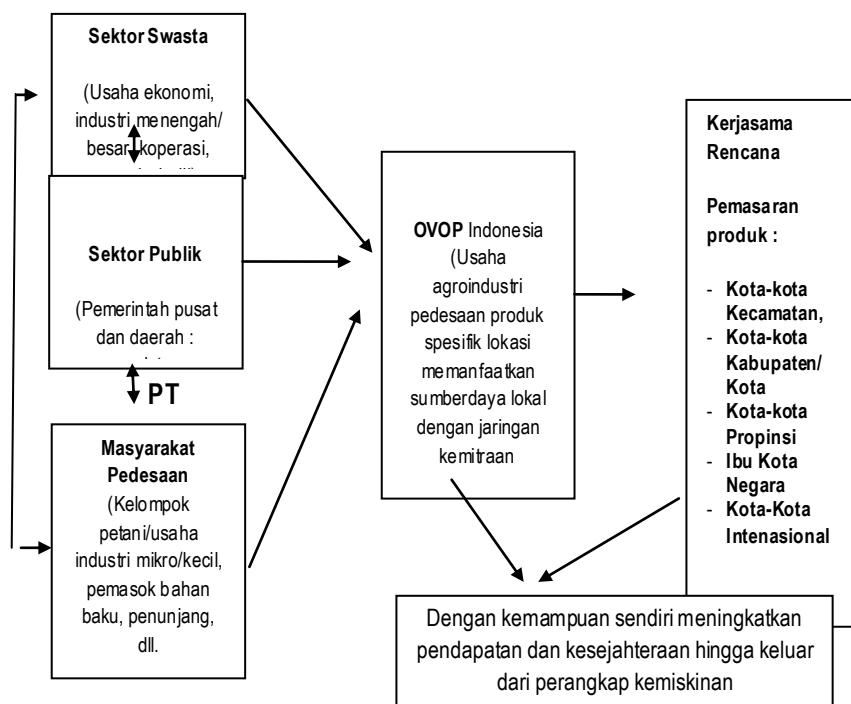 Sektor Swasta
(Usaha ekonomi,
industri menengah/
besar, koperasi,
Sektor Publik
(Pemerintah pusat
dan daerah :
PT
Masyarakat
Pedesaan
(Kelompok
petani/usaha
industri mikro/kecil,
pemasok bahan
baku, penunjang,
dll.
OVOP Indonesia
(Usaha
agroindustri
pedesaan produk
spesifik lokasi
memanfaatkan
sumberdaya lokal
dengan jaringan
kemitraan
Kerjasama
Rencana
Pemasaran
produk :
- Kota-kota
Kecamatan,
- Kota-kota
Kabupaten/
Kota
- Kota-kota
Propinsi
- Ibu Kota
Negara
- Kota-Kota
Intenasional
Dengan kemampuan sendiri meningkatkan
pendapatan dan kesejahteraan hingga keluar
dari perangkap kemiskinan